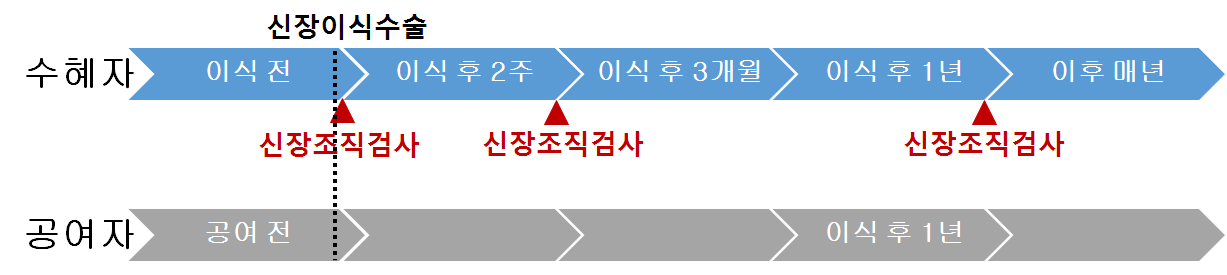 신장이식수술
수혜자 이식 전 이식 후 2주 이식 후 3개월 이식 후 1년 이후 매년
신장조직검사 신장조직검사 신장조직검사
공여자 공여 전 이식 후 1년